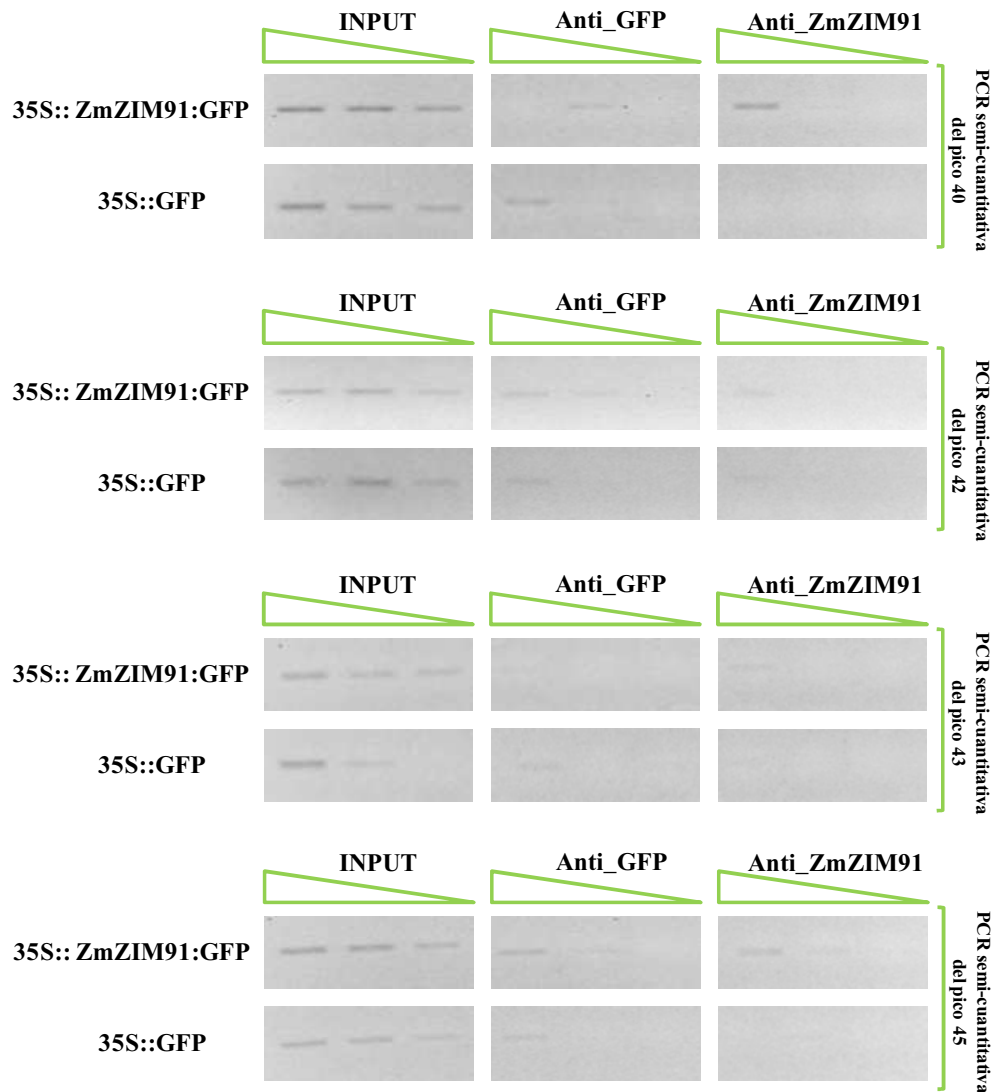 INPUT Anti_GFP Anti_ZmZIM91
35S:: ZmZIM91:GFP
35S::GFP
PCR semi-cuantitativa
del pico 40
INPUT Anti_GFP Anti_ZmZIM91
35S:: ZmZIM91:GFP
35S::GFP
PCR semi-cuantitativa
del pico 42
INPUT Anti_GFP Anti_ZmZIM91
35S:: ZmZIM91:GFP
35S::GFP
PCR semi-cuantitativa
del pico 43
INPUT Anti_GFP Anti_ZmZIM91
35S:: ZmZIM91:GFP
35S::GFP
PCR semi-cuantitativa
del pico 45